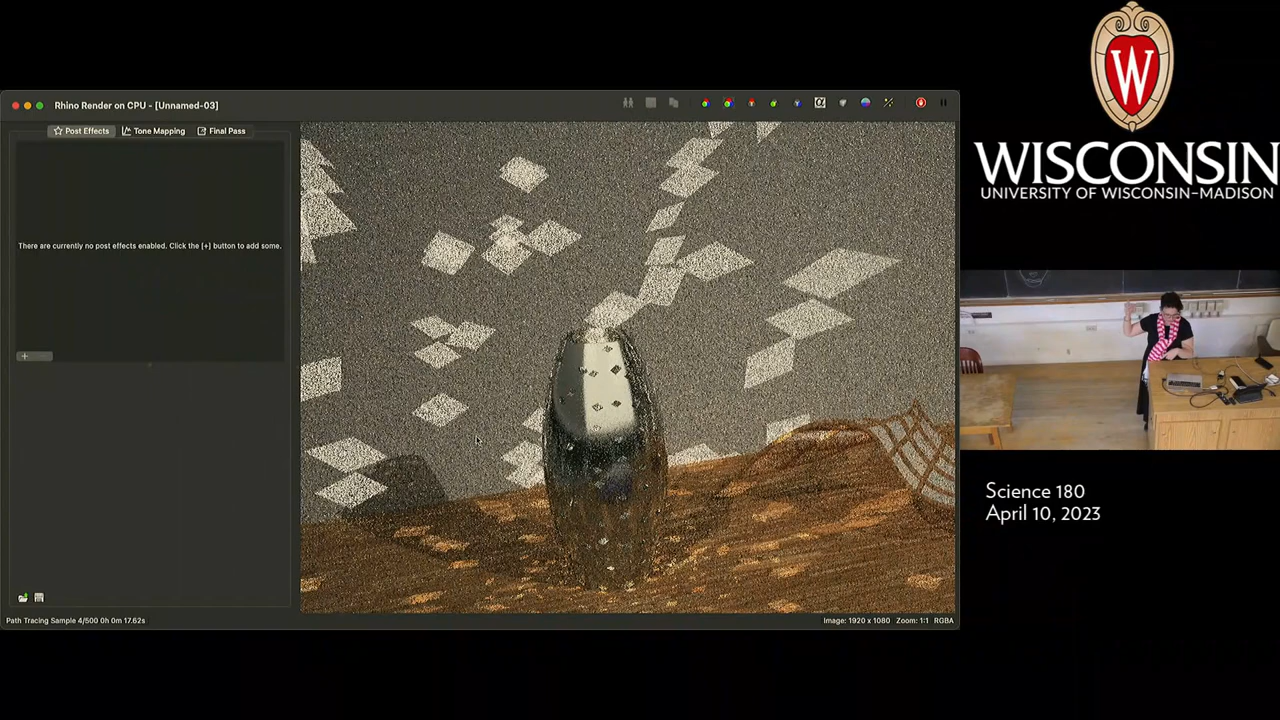 Rhino Render on CPU - [Unnamed-03]
Post Effects
Tone Mapping
Final Pass
There are currently no post effects enabled. Click the [+] button to add some.
Path Tracing Sample 4/500 0h 0m 17.62s
Image: 1920 x 1080 Zoom: 1:1 RGBA
W
WISCONSIN
UNIVERSITY OF WISCONSIN–MADISON
Science 180
April 10, 2023